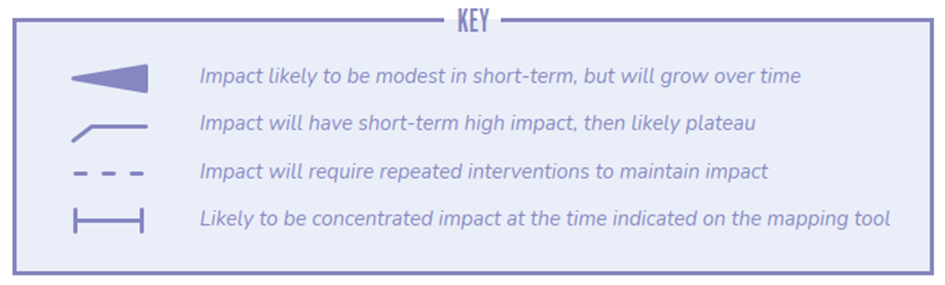 KEY
Impact likely to be modest in short-term, but will grow over time
Impact will have short-term high impact, then likely plateau
Impact will require repeated interventions to maintain impact
Likely to be concentrated impact at the time indicated on the mapping tool